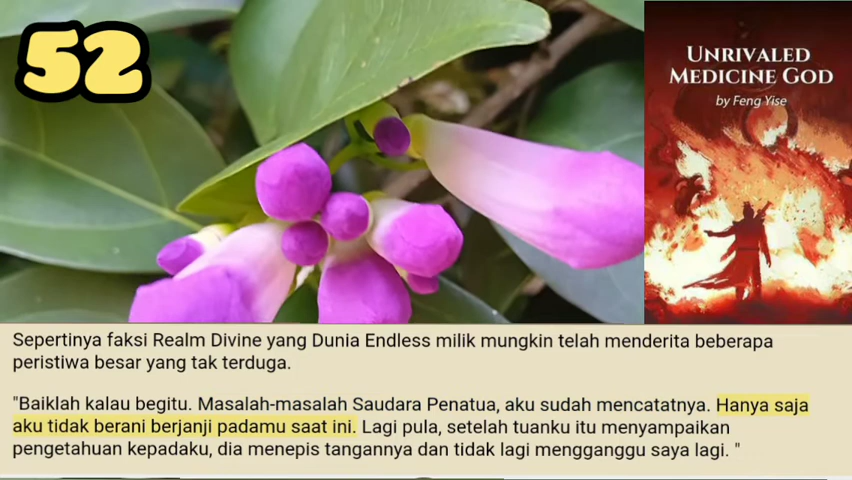 52
UNRIVALED
MEDICINE GOD
by Feng Yise
Sepertinya faksi Realm Divine yang Dunia Endless milik mungkin telah menderita beberapa
peristiwa besar yang tak terduga.
"Baiklah kalau begitu. Masalah-masalah Saudara Penatua, aku sudah mencatatnya. Hanya saja
aku tidak berani berjanji padamu saat ini. Lagi pula, setelah tuanku itu menyampaikan
pengetahuan kepadaku, dia menepis tangannya dan tidak lagi mengganggu saya lagi. "